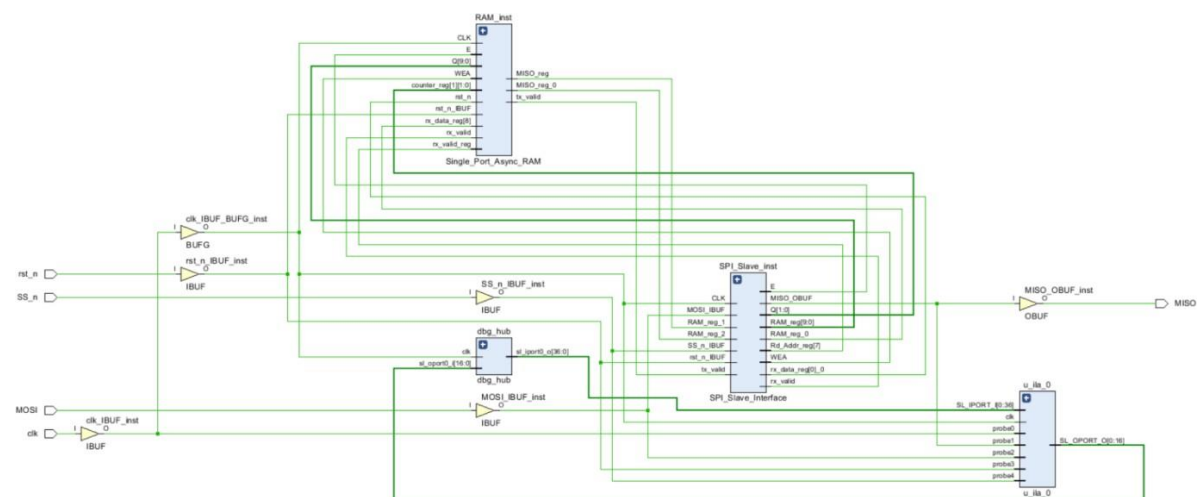 RAM_inst
CLK
E
Q[9:0]
WEA
counter_reg[1][1:0]
rst_n
rst_n_IBUF
rx_data_reg[8]
rx_valid
rx_valid_reg
MISO_reg
MISO_reg_0
tx_valid
Single_Port_Async_RAM
clk_IBUF_BUFG_inst
I
O
BUFG
rst_n
rst_n_IBUF_inst
I
O
IBUF
SS_n
SS_n_IBUF_inst
I
O
IBUF
dbg_hub
clk
sl_oport0_i[16:0]
sl_iport0_o[36:0]
dbg_hub
MOSI
MOSI_IBUF_inst
I
O
IBUF
clk
clk_IBUF_inst
I
O
IBUF
SPI_Slave_inst
CLK
MOSI_IBUF
RAM_reg_1
RAM_reg_2
SS_n_IBUF
rst_n_IBUF
tx_valid
E
MISO_OBUF
Q[1:0]
RAM_reg[9:0]
RAM_reg_0
Rd_Addr_reg[7]
WEA
rx_data_reg[0]_0
rx_valid
SPI_Slave_Interface
MISO_OBUF_inst
I
O
OBUF
MISO
u_ila_0
SL_IPORT_I[0:36]
clk
probe0
probe1
probe2
probe3
probe4
SL_OPORT_O[0:16]
u_ila_0